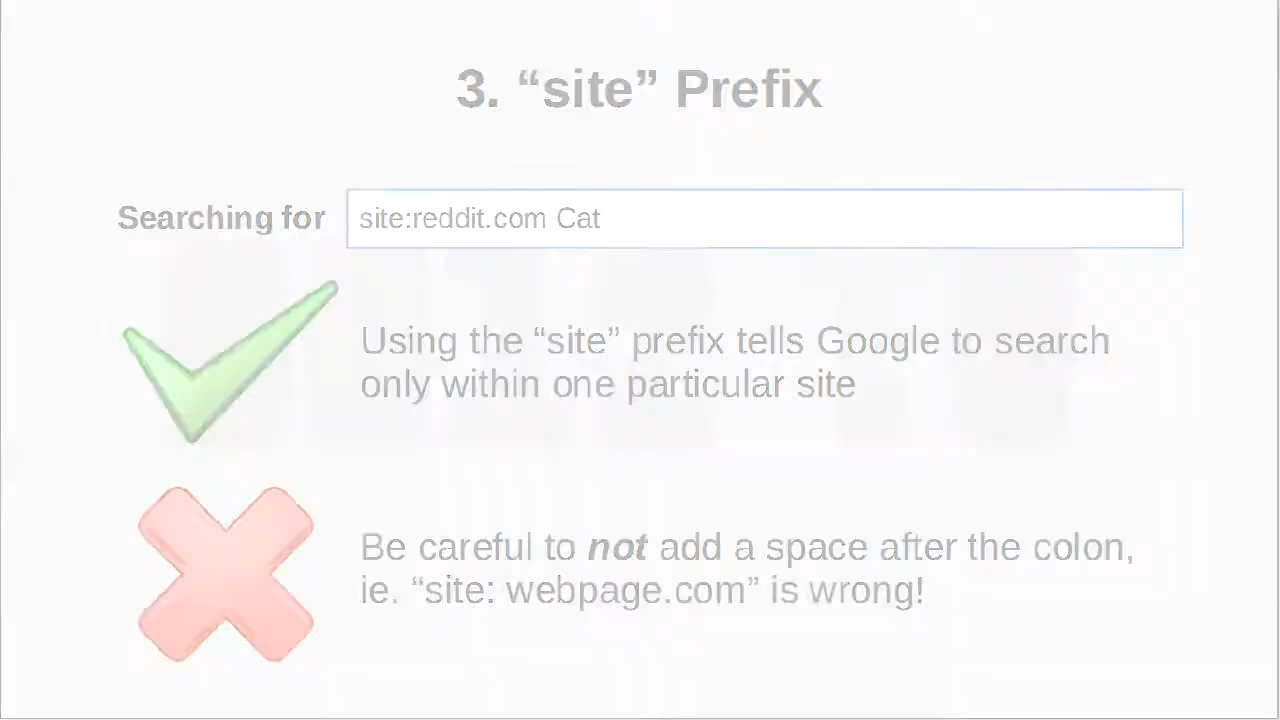 3. “site” Prefix
Searching for site:reddit.com Cat
Using the “site” prefix tells Google to search
only within one particular site
Be careful to not add a space after the colon,
ie. “site: webpage.com” is wrong!